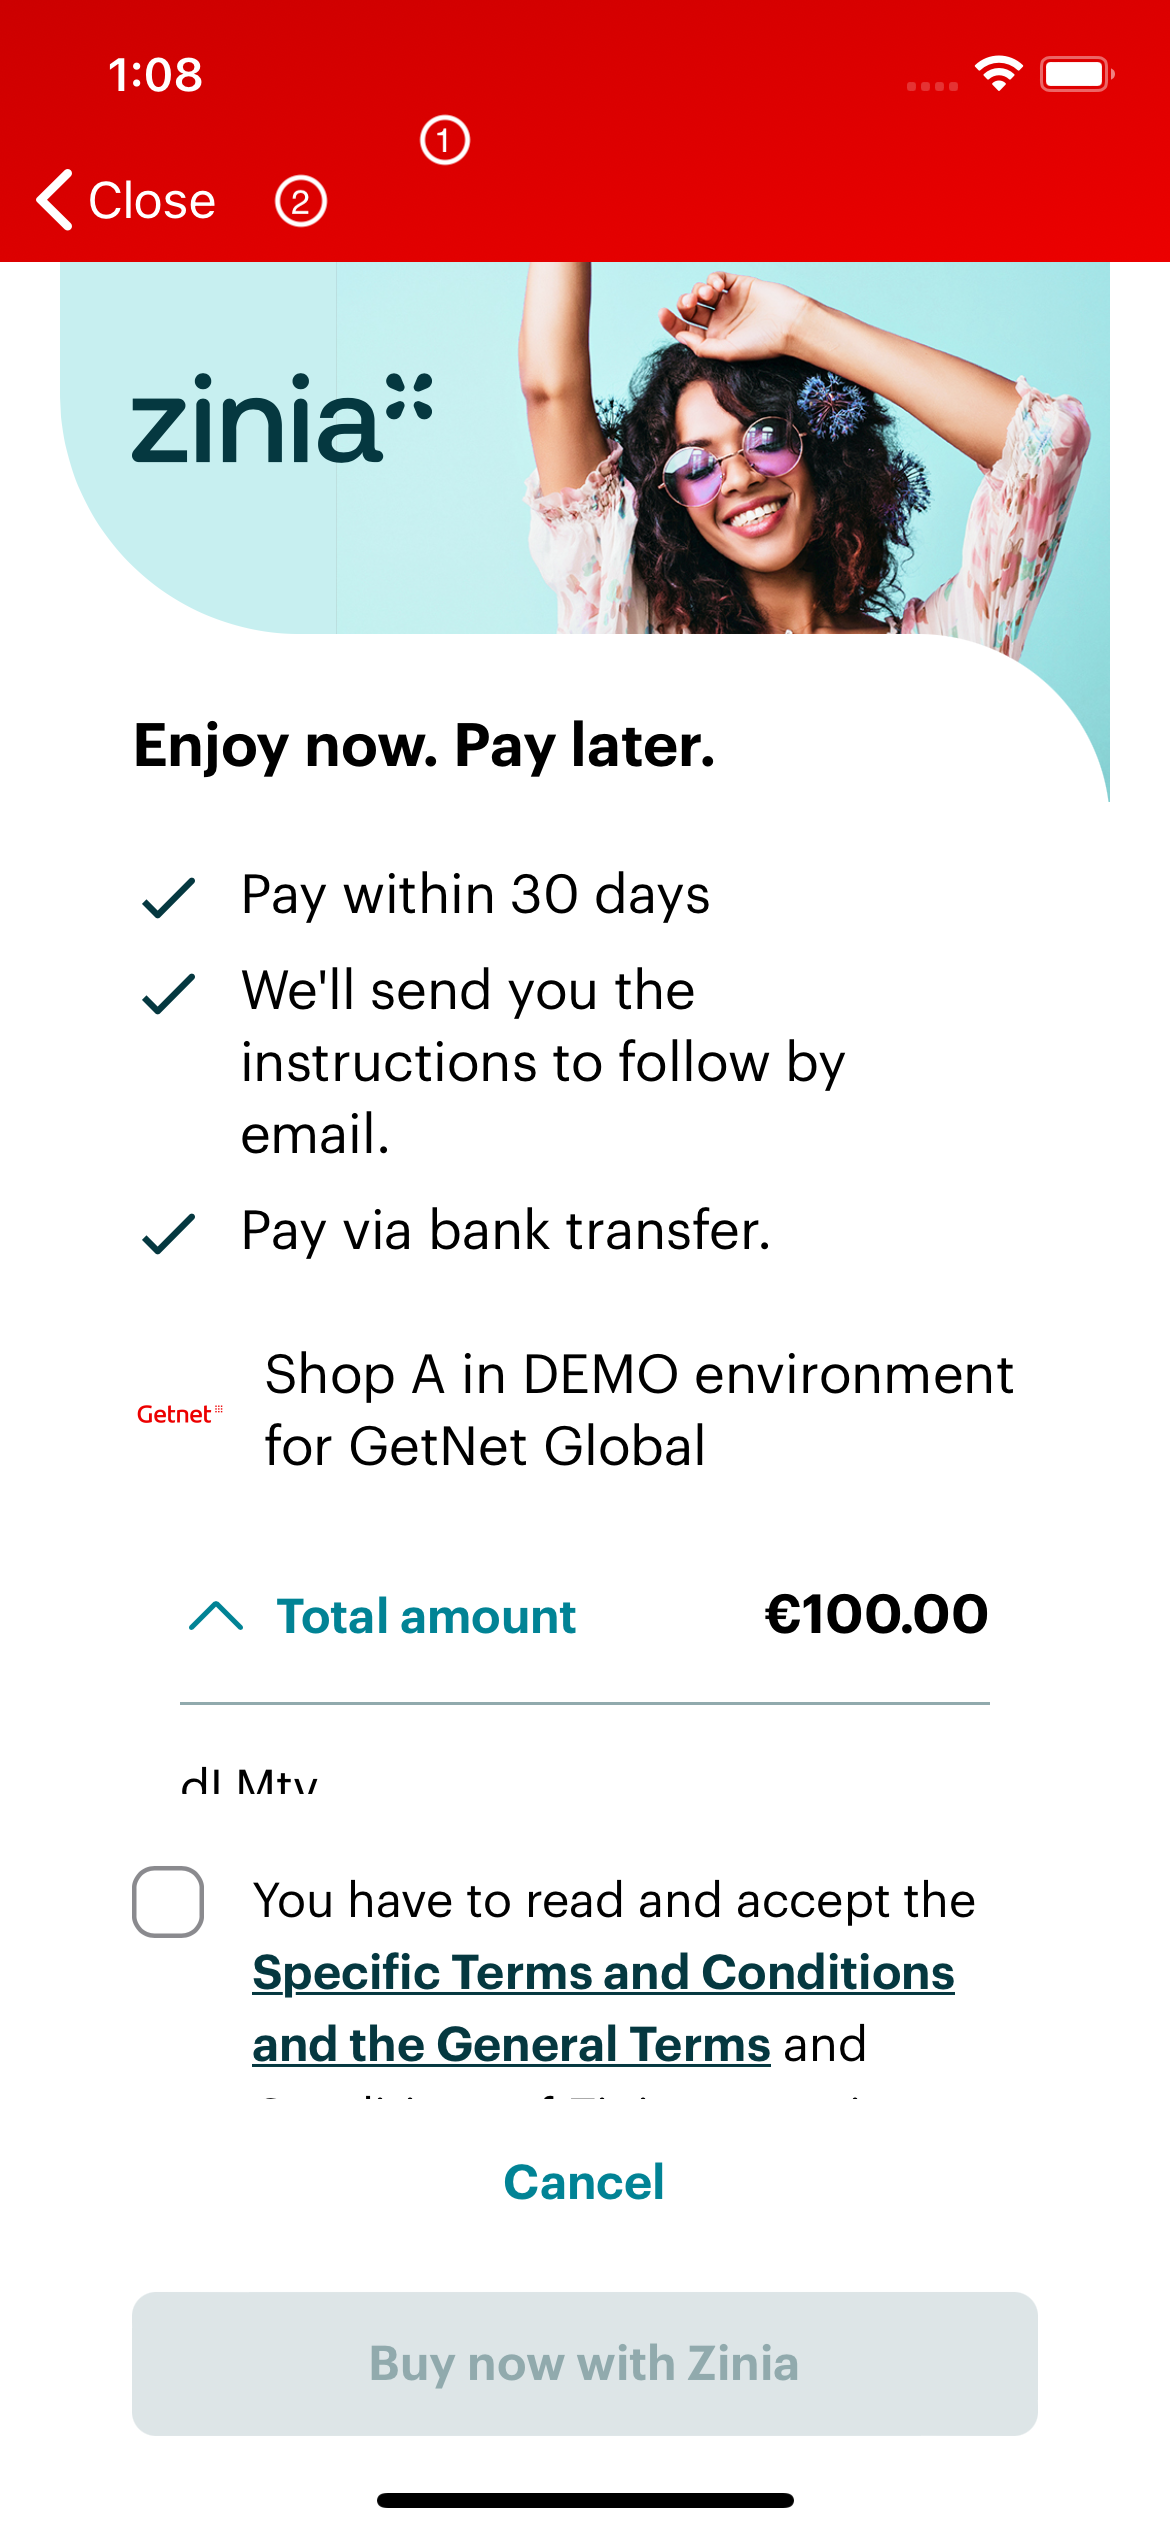 1:08
①
Close ②
zinia
Enjoy now. Pay later.
Pay within 30 days
We'll send you the
instructions to follow by
email.
Pay via bank transfer.
Shop A in DEMO environment
Getnet
for GetNet Global
Total amount €100.00
You have to read and accept the
Specific Terms and Conditions
and the General Terms and
Cancel
Buy now with Zinia